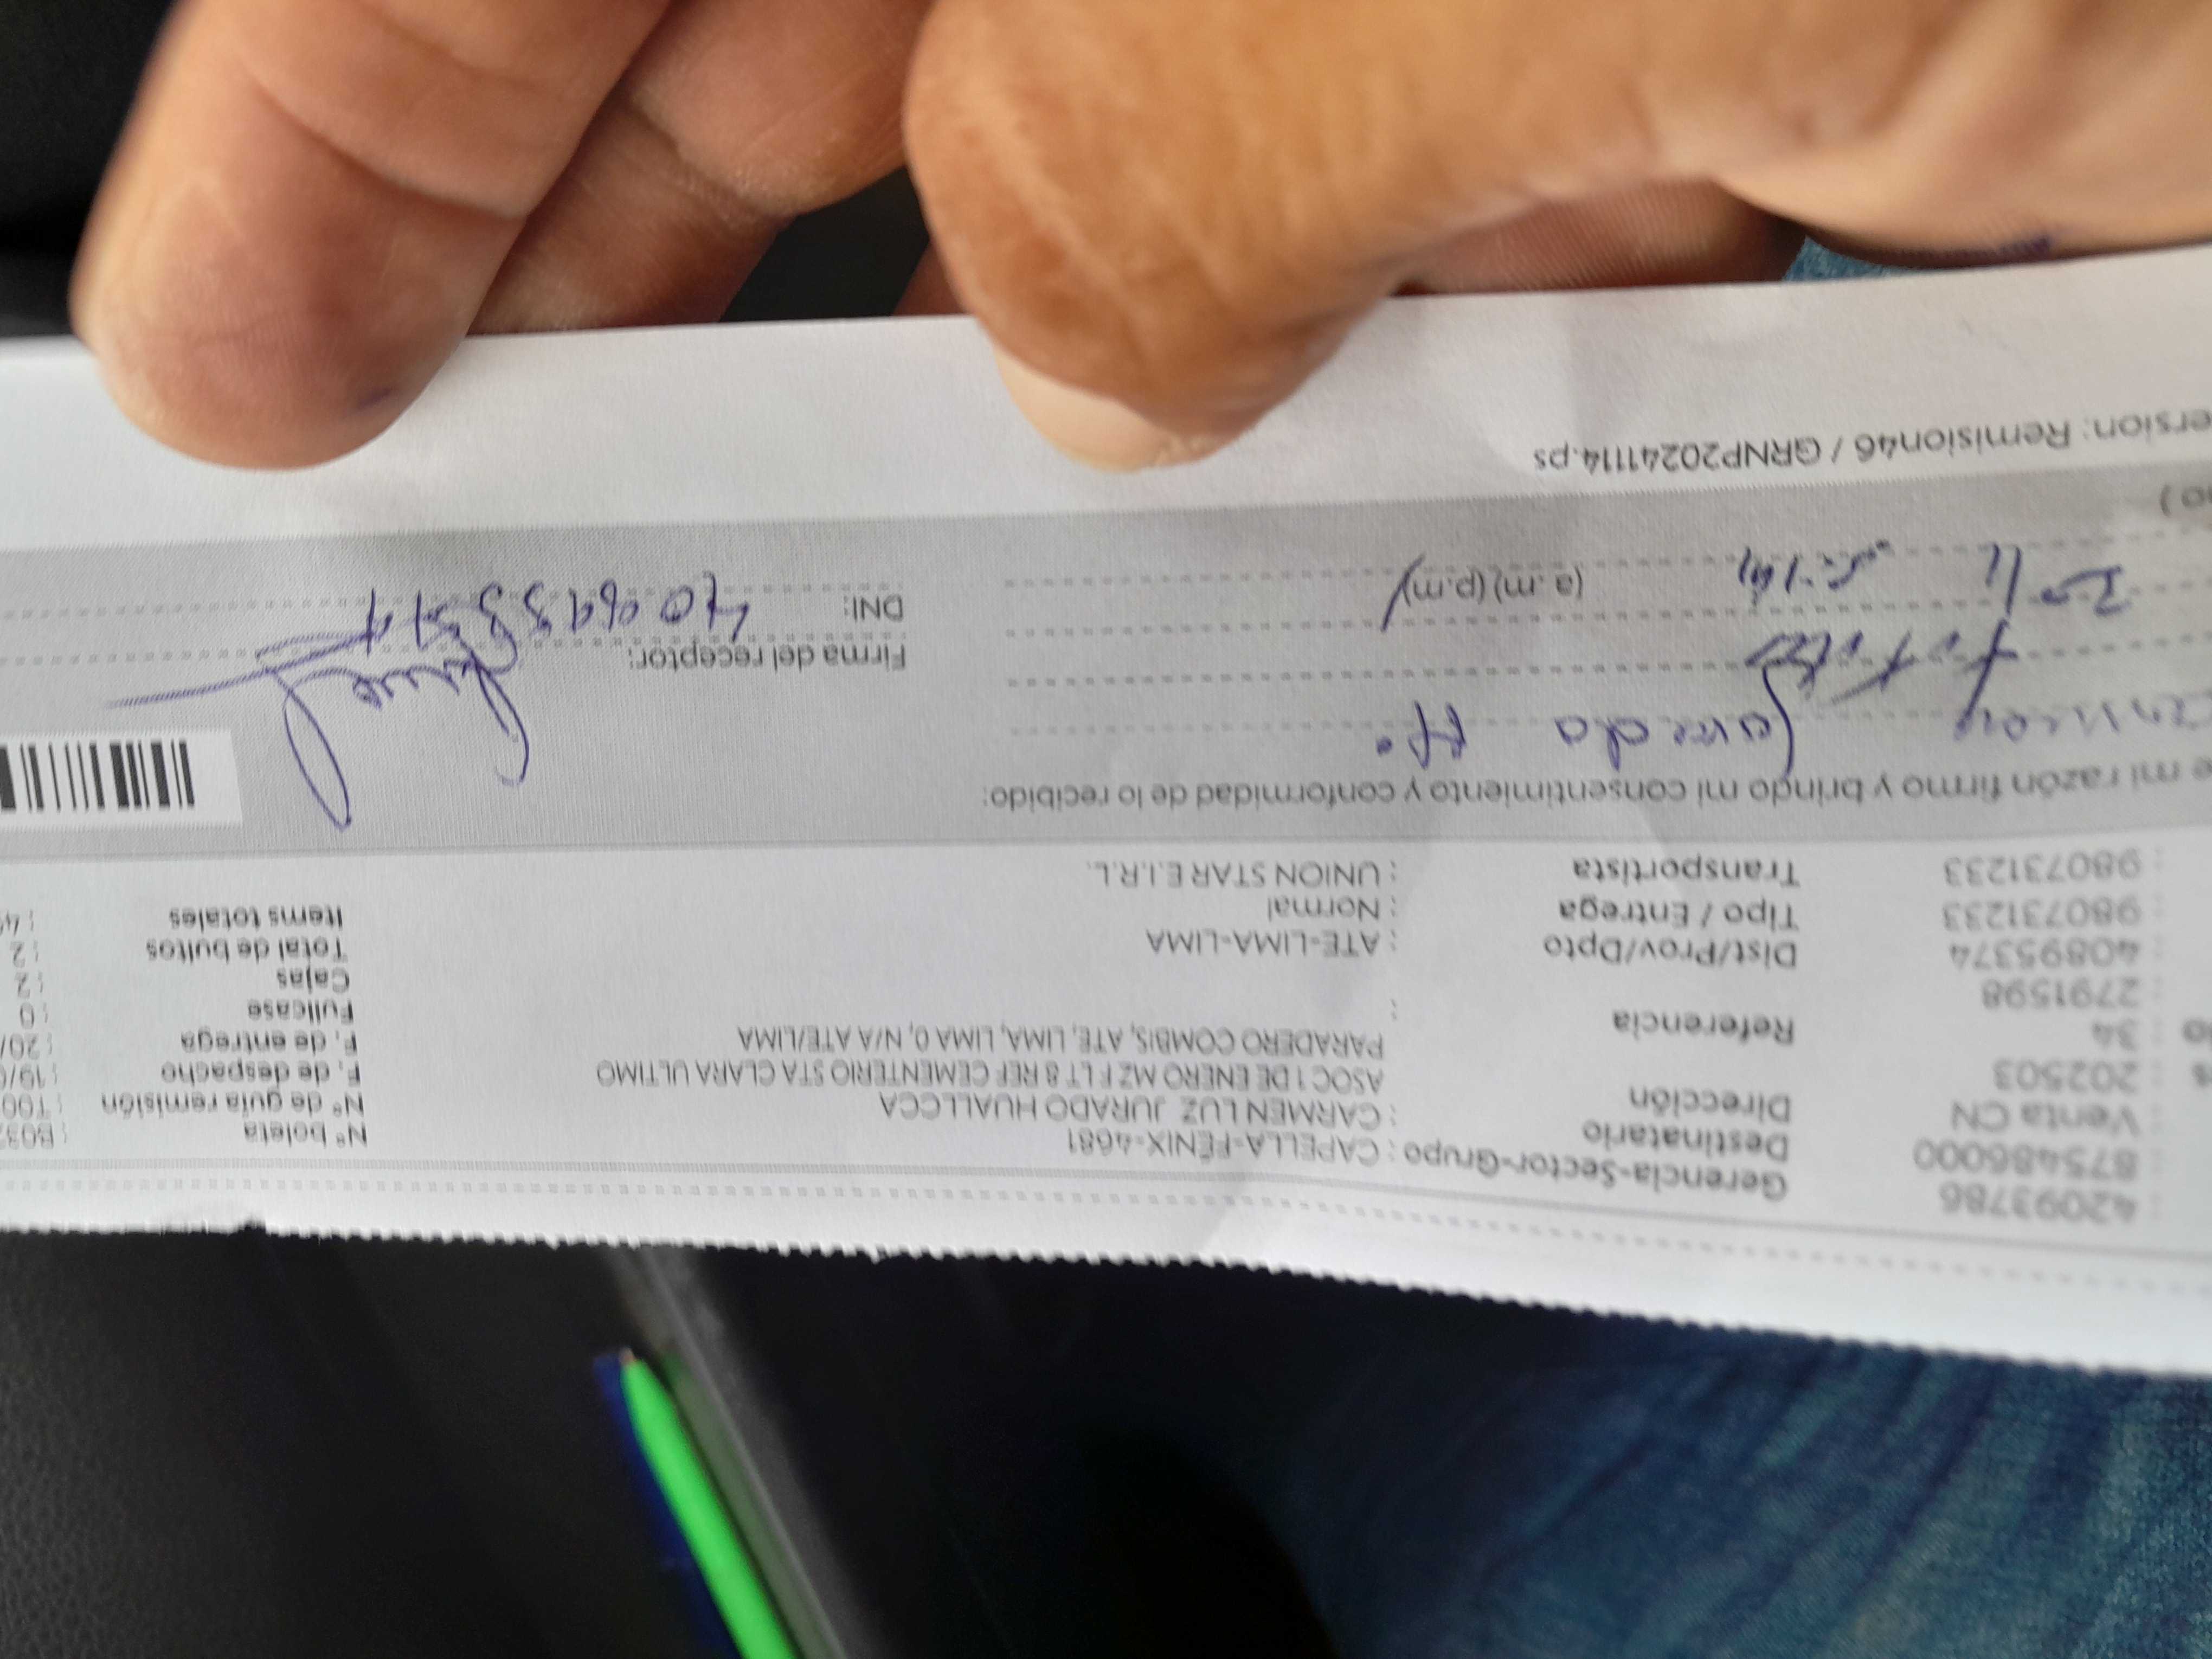 : 42093786 Gerencia-Sector-Grupo : CAPELLA-FÉNIX-4681 N° boleta
: 875486000 Destinatario : CARMEN LUZ JURADO HUALLCCA N° de guía remisión
: Venta CN Dirección ASOC 1 DE ENERO MZ F LT 8 REF CEMENTERIO STA CLARA ULTIMO F. de despacho : 19/
: 202503 PARADERO COMBIS, ATE, LIMA, LIMA 0, N/A ATE/LIMA F. de entrega : 20/
: 34 Referencia : Fullcase : 0
: 2791598 Cajas : 2
: 40895374 Dist/Prov/Dpto : ATE-LIMA-LIMA Total de bultos : 2
: 980731233 Tipo / Entrega : Normal Items totales : 4
: 980731233 Transportista : UNION STAR E.I.R.L.
e mi razón firmo y brindo mi consentimiento y conformidad de lo recibido:
Firma del receptor:
(a.m)(p.m) DNI:
ersion: Remision46 / GRNP20241114.ps